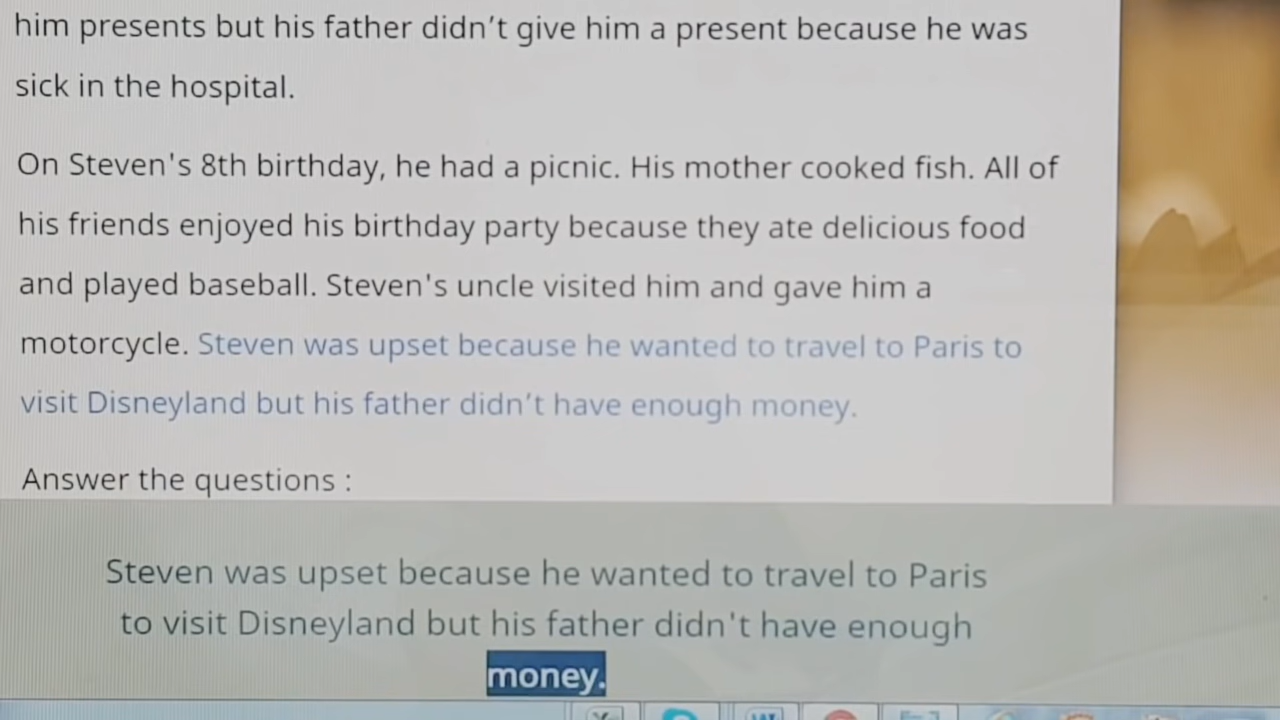 him presents but his father didn't give him a present because he was
sick in the hospital.
On Steven's 8th birthday, he had a picnic. His mother cooked fish. All of
his friends enjoyed his birthday party because they ate delicious food
and played baseball. Steven's uncle visited him and gave him a
motorcycle. Steven was upset because he wanted to travel to Paris to
visit Disneyland but his father didn't have enough money.
Answer the questions :
Steven was upset because he wanted to travel to Paris
to visit Disneyland but his father didn't have enough
money.